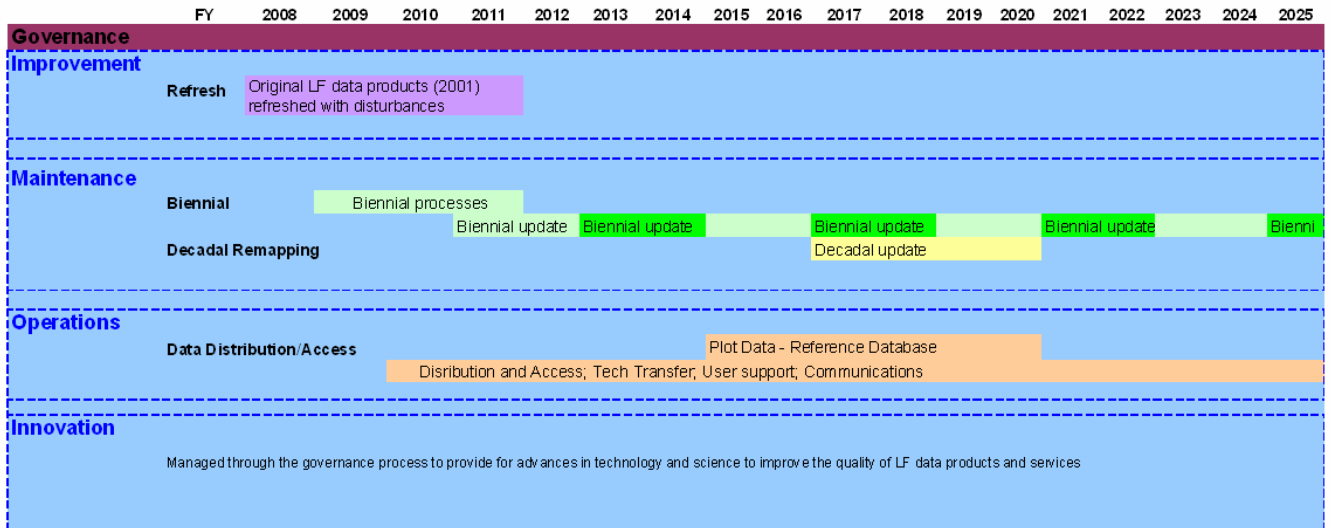 FY 2008 2009 2010 2011 2012 2013 2014 2015 2016 2017 2018 2019 2020 2021 2022 2023 2024 2025
Governance
Improvement
Refresh
Original LF data products (2001)
refreshed with disturbances
Maintenance
Biennial
Biennial processes
Biennial update Biennial update Biennial update Biennial update Bienni
Decadal Remapping
Decadal update
Operations
Data Distribution/Access
Plot Data - Reference Database
Disribution and Access; Tech Transfer; User support; Communications
Innovation
Managed through the governance process to provide for advances in technology and science to improve the quality of LF data products and services